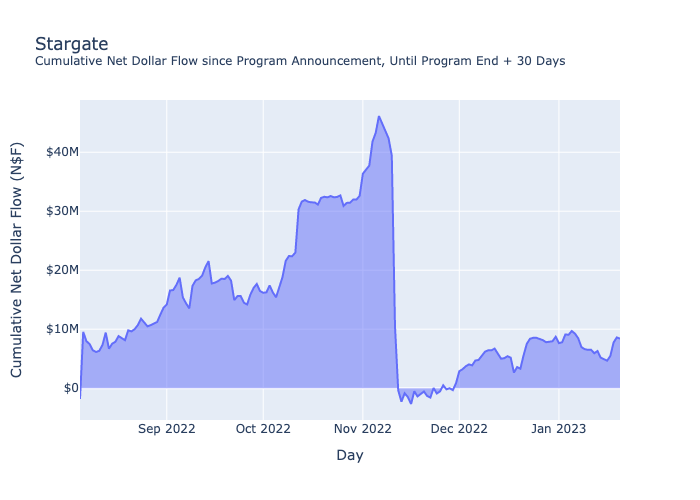 Stargate
Cumulative Net Dollar Flow since Program Announcement, Until Program End + 30 Days
Cumulative Net Dollar Flow (N$F)
$40M
$30M
$20M
$10M
$0
Sep 2022
Oct 2022
Nov 2022
Dec 2022
Jan 2023
Day